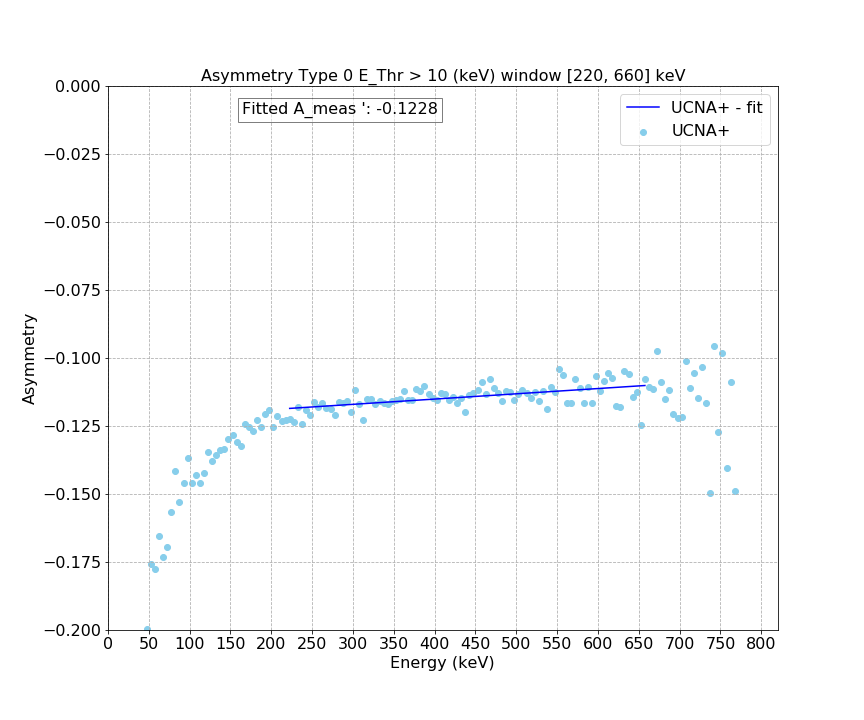 Asymmetry Type 0 E_Thr > 10 (keV) window [220, 660] keV
Fitted A_meas ': -0.1228
UCNA+ - fit
UCNA+
Asymmetry
0.000
−0.025
−0.050
−0.075
−0.100
−0.125
−0.150
−0.175
−0.200
0 50 100 150 200 250 300 350 400 450 500 550 600 650 700 750 800
Energy (keV)